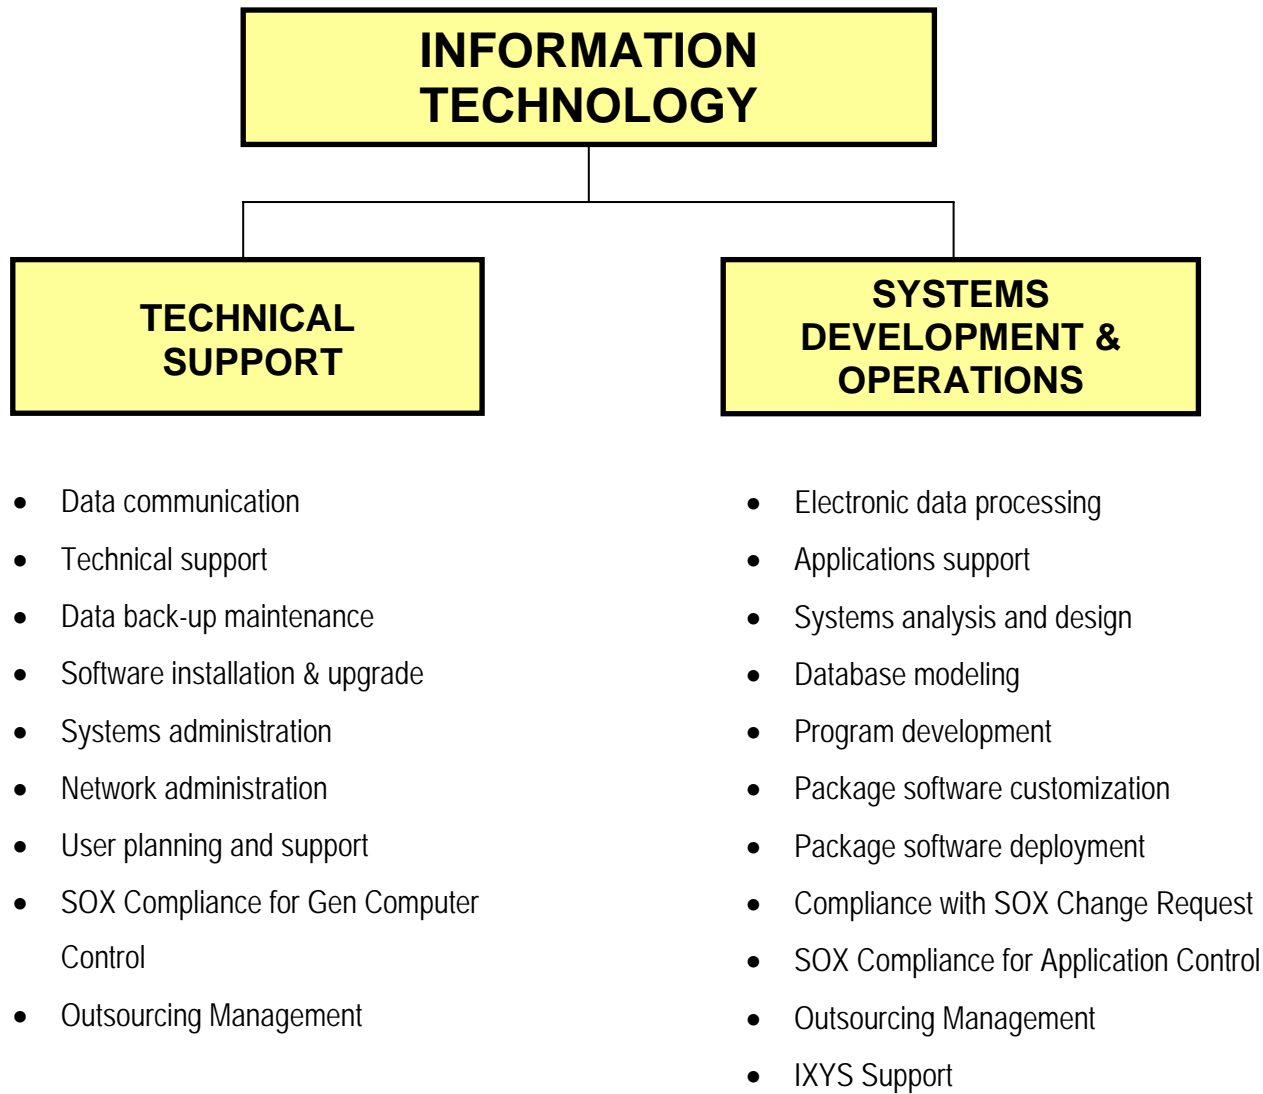 INFORMATION
TECHNOLOGY
TECHNICAL
SUPPORT
SYSTEMS
DEVELOPMENT &
OPERATIONS
• Data communication
• Technical support
• Data back-up maintenance
• Software installation & upgrade
• Systems administration
• Network administration
• User planning and support
• SOX Compliance for Gen Computer
Control
• Outsourcing Management
• Electronic data processing
• Applications support
• Systems analysis and design
• Database modeling
• Program development
• Package software customization
• Package software deployment
• Compliance with SOX Change Request
• SOX Compliance for Application Control
• Outsourcing Management
• IXYS Support